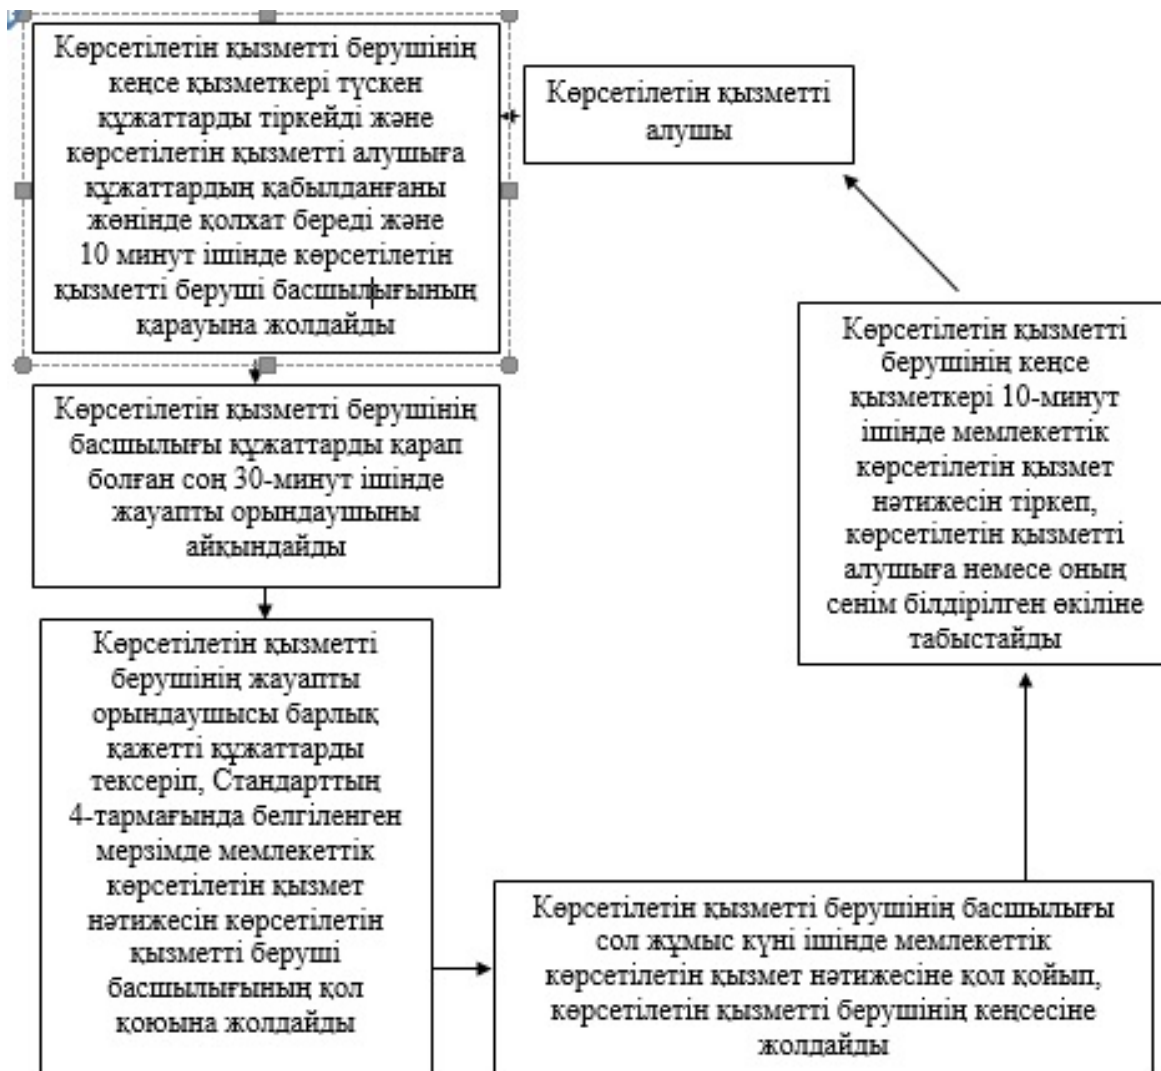 Көрсетілетін қызметті берушінің
кеңсе қызметкері түскен
құжаттарды тіркейді және
көрсетілетін қызметті алушыға
құжаттардың қабылданғаны
жөнінде қолхат береді және
10 минут ішінде көрсетілетін
қызметті беруші басшылығының
қарауына жолдайды
Көрсетілетін қызметті
алушы
Көрсетілетін қызметті берушінің
басшылығы құжаттарды қарап
болған соң 30-минут ішінде
жауапты орындаушыны
айқындайды
Көрсетілетін қызметті
берушінің жауапты
орындаушысы барлық
қажетті құжаттарды
тексеріп, Стандарттың
4-тармағында белгіленген
мерзімде мемлекеттік
көрсетілетін қызмет
нәтижесін көрсетілетін
қызметті беруші
басшылығының қол
қоюына жолдайды
Көрсетілетін қызметті берушінің басшылығы
сол жұмыс күні ішінде мемлекеттік
көрсетілетін қызмет нәтижесіне қол қойып,
көрсетілетін қызметті берушінің кеңсесіне
жолдайды
Көрсетілетін қызметті
берушінің кеңсе
қызметкері 10-минут
ішінде мемлекеттік
көрсетілетін қызмет
нәтижесін тіркеп,
көрсетілетін қызметті
алушыға немесе оның
сенім білдірілген өкіліне
табыстайды